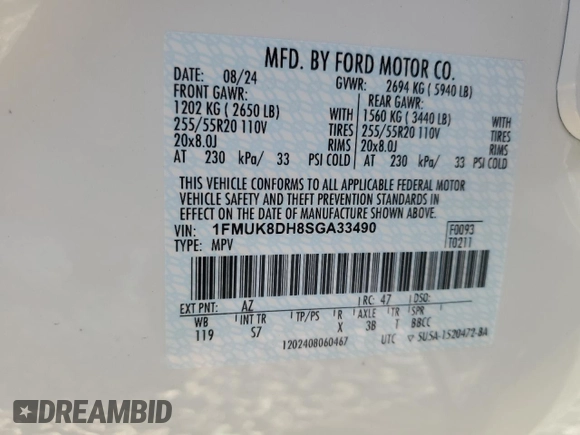 MFD. BY FORD MOTOR CO.
DATE: 08/24 GVWR: 2694 KG ( 5940 LB)
FRONT GAWR: REAR GAWR:
1202 KG ( 2650 LB) WITH 1560 KG ( 3440 LB) WITH
255/55R20 110V TIRES 255/55R20 110V TIRES
20x8.0J RIMS 20x8.0J RIMS
AT 230 kPa/ 33 PSI COLD AT 230 kPa/ 33 PSI COLD
THIS VEHICLE CONFORMS TO ALL APPLICABLE FEDERAL MOTOR
VEHICLE SAFETY AND THEFT PREVENTION STANDARDS IN
EFFECT ON THE DATE OF MANUFACTURE SHOWN ABOVE.
VIN: 1FMUK8DH8SGA33490 F0093
TYPE: MPV T0211
EXT PNT: AZ RC: 47 DSO:
WB INT TR TP/PS R AXLE TR SPR
119 S7 X 3B T BBCC
1202408060467 UTC ▽ SU5A-1520472-BA
DREAMBID